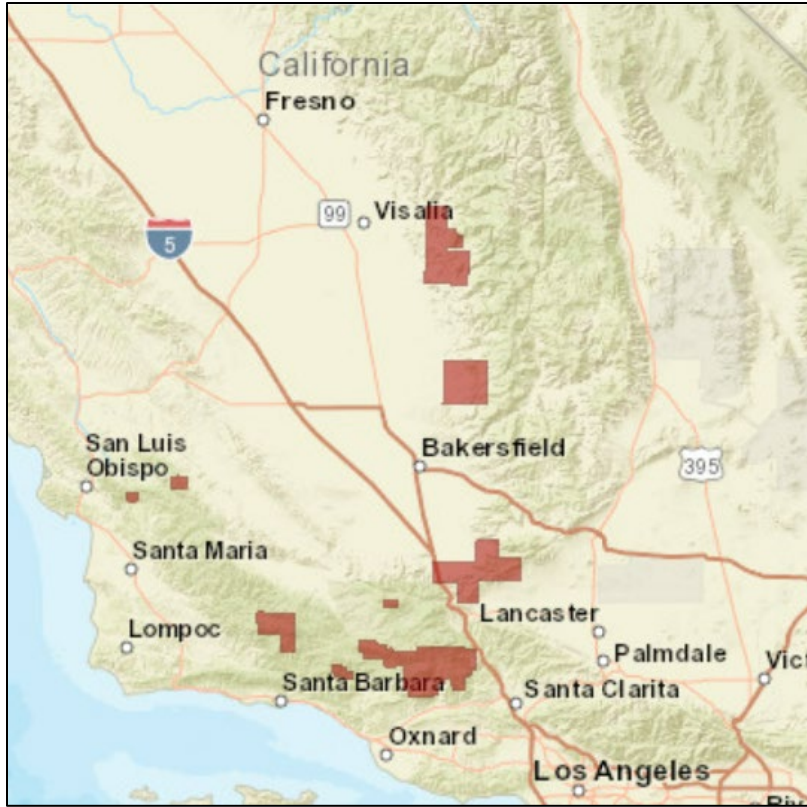 California
Fresno
99
Visalia
5
San Luis
Obispo
Bakersfield
395
Santa Maria
Lancaster
Lompoc
Palmdale
Vic
Santa Barbara
Santa Clarita
Oxnard
Los Angeles